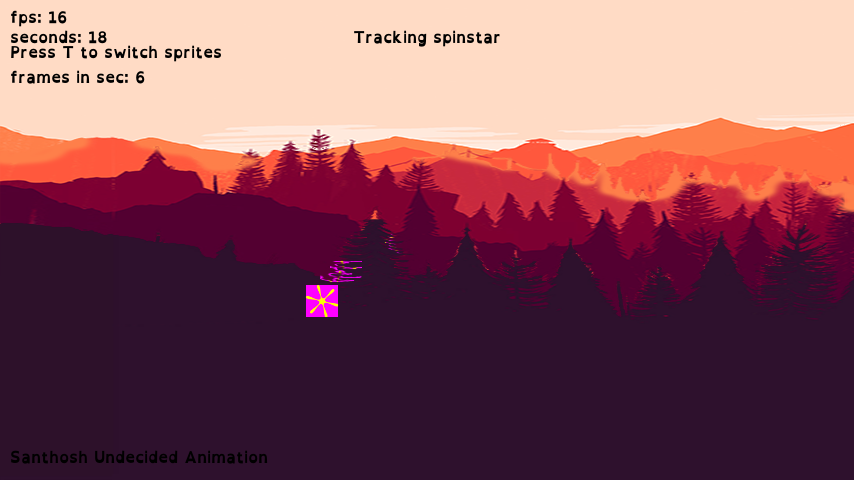 fps: 16
seconds: 18
Tracking spinstar
Press T to switch sprites
frames in sec: 6
Santhosh Undecided Animation